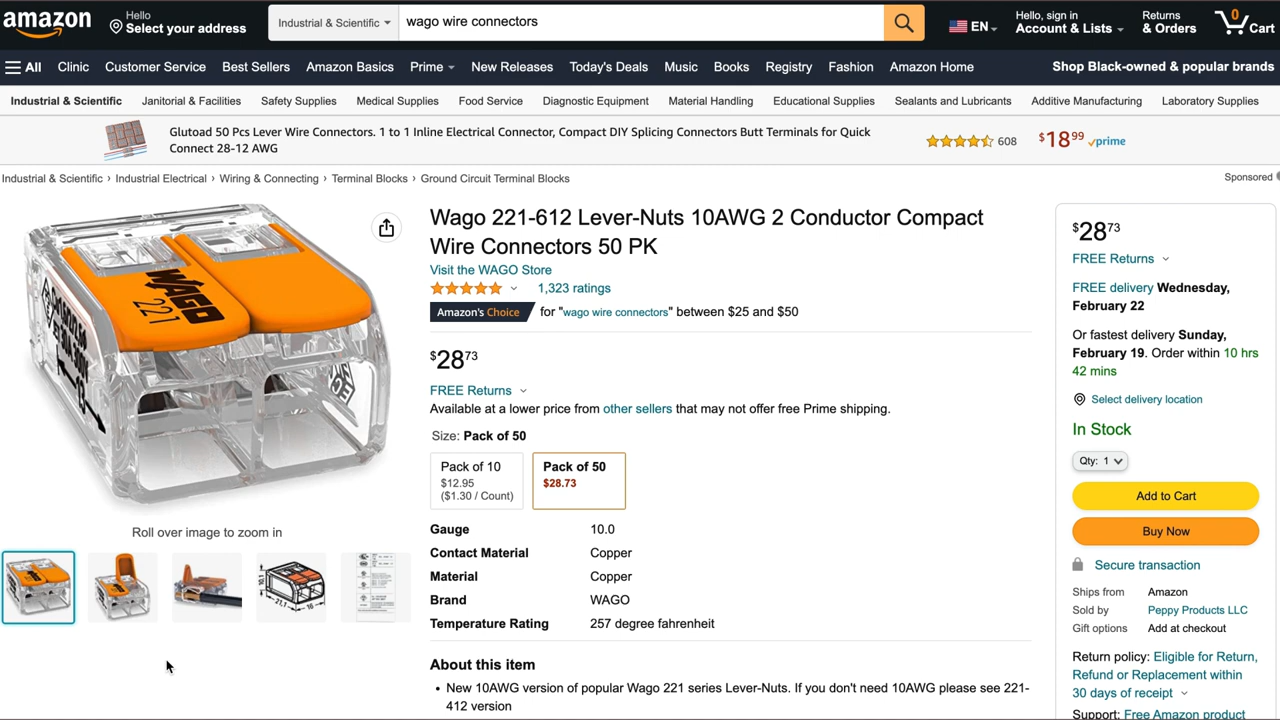 amazon
Hello
Select your address
Industrial & Scientific
wago wire connectors
EN
Hello, sign in
Account & Lists
Returns
& Orders
0
Cart
All
Clinic
Customer Service
Best Sellers
Amazon Basics
Prime
New Releases
Today's Deals
Music
Books
Registry
Fashion
Amazon Home
Shop Black-owned & popular brands
Industrial & Scientific
Janitorial & Facilities
Safety Supplies
Medical Supplies
Food Service
Diagnostic Equipment
Material Handling
Educational Supplies
Sealants and Lubricants
Additive Manufacturing
Laboratory Supplies
Glutoad 50 Pcs Lever Wire Connectors. 1 to 1 Inline Electrical Connector, Compact DIY Splicing Connectors Butt Terminals for Quick
Connect 28-12 AWG
608
$18.99 prime
Industrial & Scientific › Industrial Electrical › Wiring & Connecting › Terminal Blocks › Ground Circuit Terminal Blocks
Sponsored
WAGO
221
Roll over image to zoom in
Wago 221-612 Lever-Nuts 10AWG 2 Conductor Compact
Wire Connectors 50 PK
Visit the WAGO Store
1,323 ratings
Amazon's Choice for "wago wire connectors" between $25 and $50
$28.73
FREE Returns
Available at a lower price from other sellers that may not offer free Prime shipping.
Size: Pack of 50
Pack of 10
$12.95
($1.30 / Count)
Pack of 50
$28.73
Gauge 10.0
Contact Material Copper
Material Copper
Brand WAGO
Temperature Rating 257 degree fahrenheit
About this item
• New 10AWG version of popular Wago 221 series Lever-Nuts. If you don't need 10AWG please see 221-
412 version
$28.73
FREE Returns
FREE delivery Wednesday,
February 22
Or fastest delivery Sunday,
February 19. Order within 10 hrs
42 mins
Select delivery location
In Stock
Qty: 1
Add to Cart
Buy Now
Secure transaction
Ships from Amazon
Sold by Peppy Products LLC
Gift options Add at checkout
Return policy: Eligible for Return,
Refund or Replacement within
30 days of receipt
Support: Free Amazon product